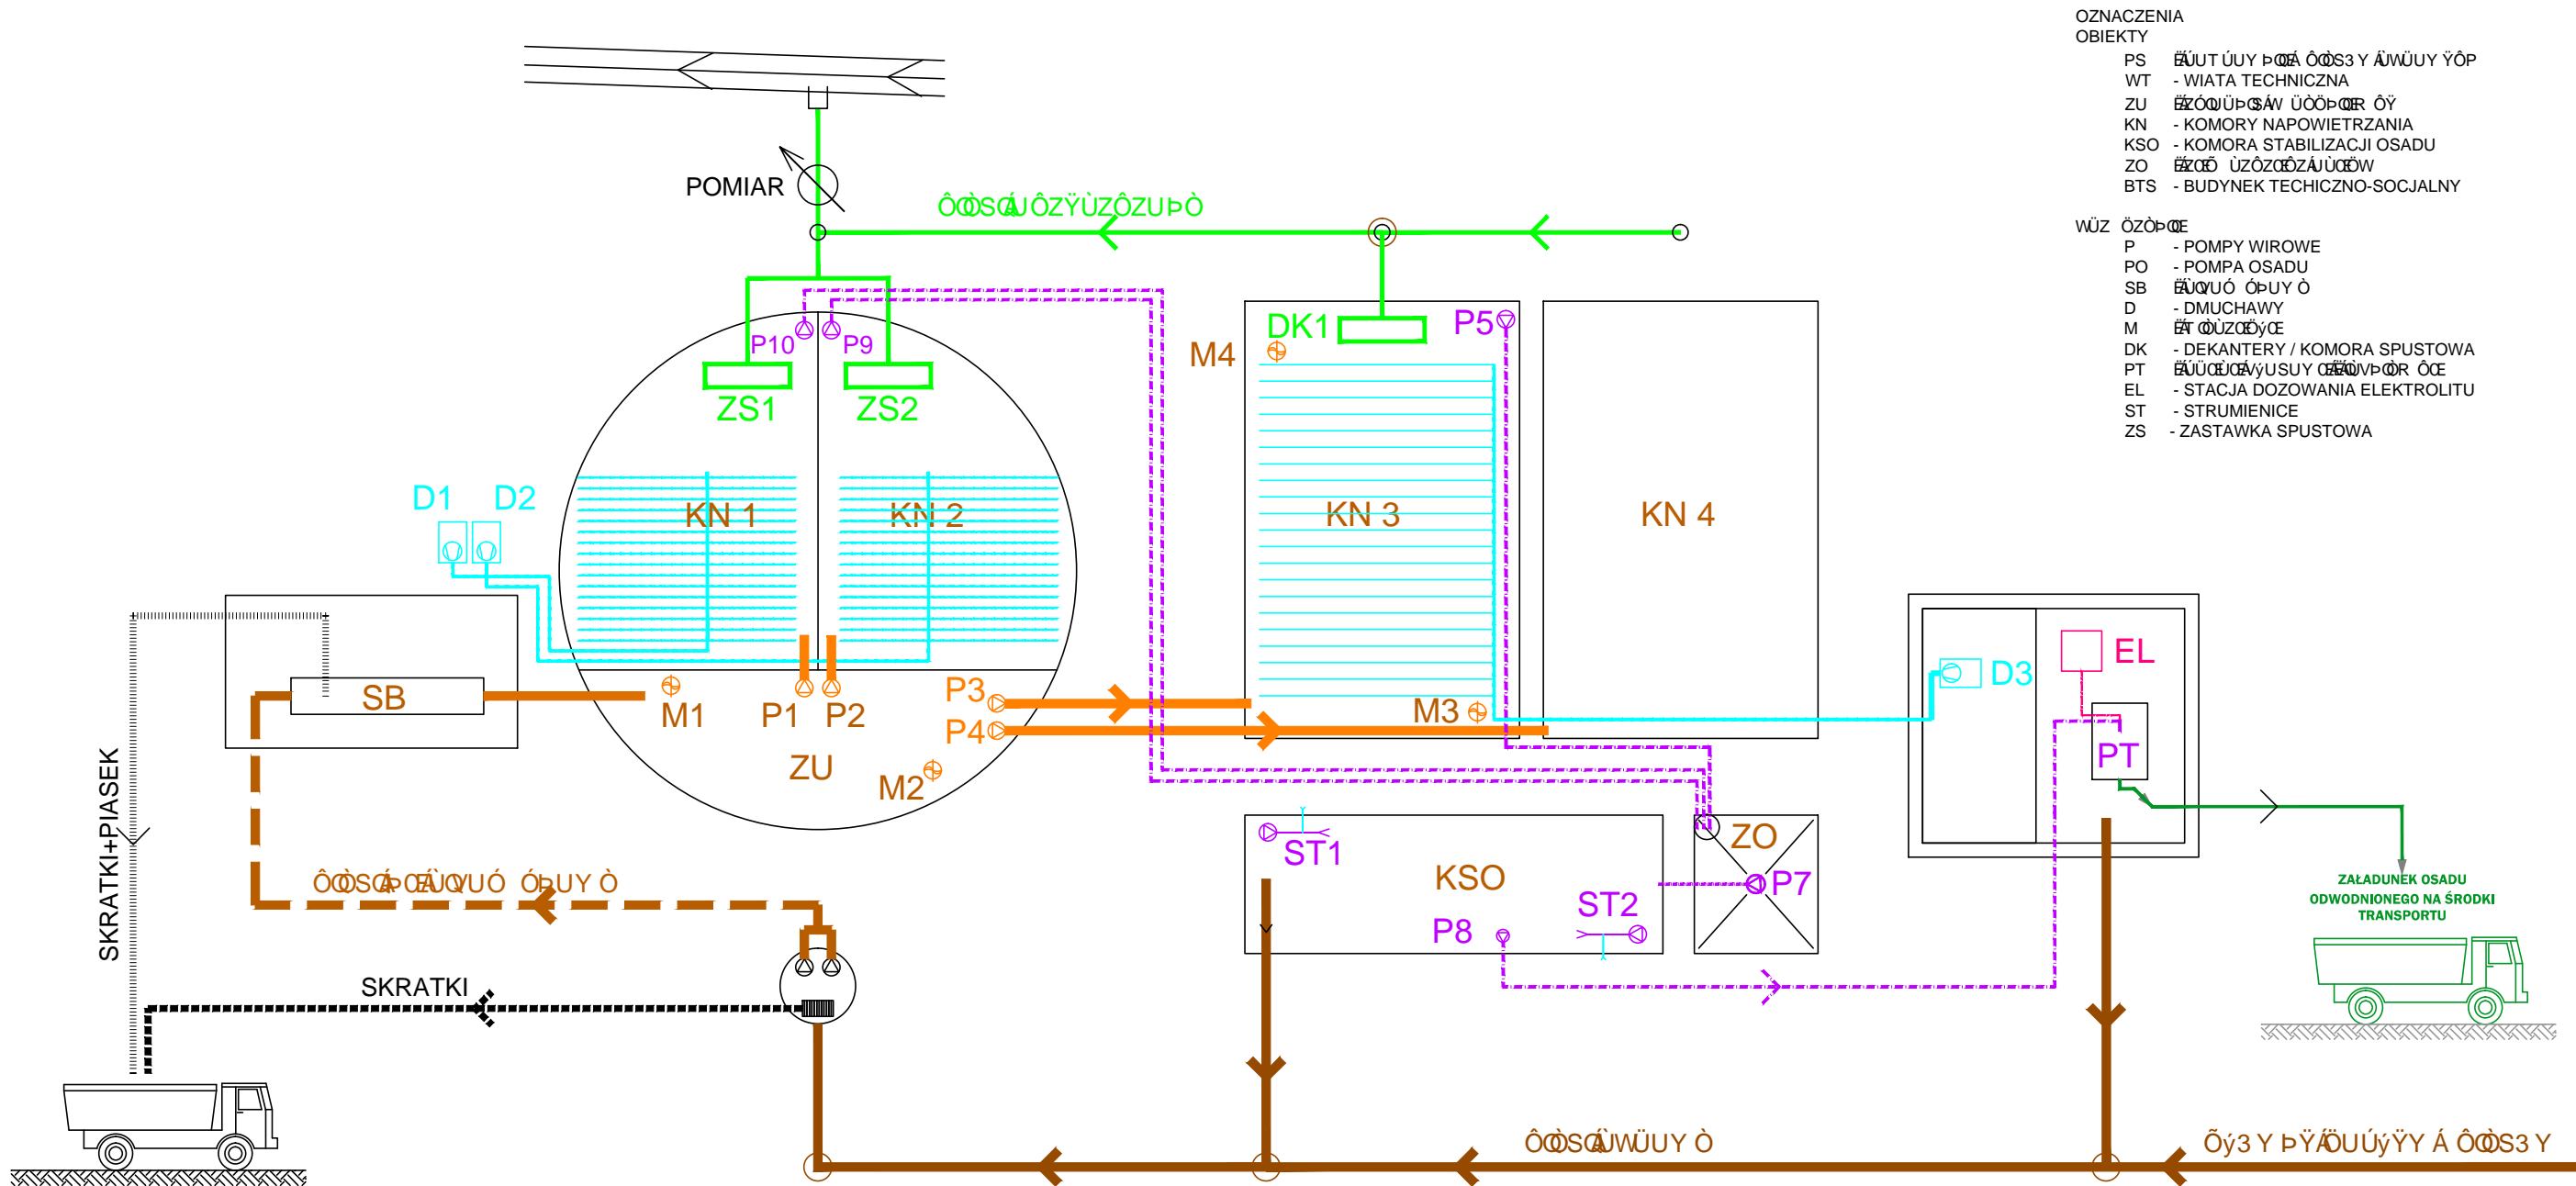 OZNACZENIA
OBIEKTY
PS
WT - WIATA TECHNICZNA
ZU
KN - KOMORY NAPOWIETRZANIA
KSO - KOMORA STABILIZACJI OSADU
ZO
BTS - BUDYNEK TECHICZNO-SOCJALNY
P - POMPY WIROWE
PO - POMPA OSADU
SB
D - DMUCHAWY
M
DK - DEKANTERY / KOMORA SPUSTOWA
PT
EL - STACJA DOZOWANIA ELEKTROLITU
ST - STRUMIENICE
ZS - ZASTAWKA SPUSTOWA
POMIAR
P10
P9
DK1
P5
M4
ZS1
ZS2
D1
D2
KN 1
KN 2
KN 3
KN 4
EL
D3
SB
M1
P1
P2
P3
P4
M3
ZU
M2
PT
SKRATKI+PIASEK
ST1
ZO
KSO
P7
ST2
P8
ZAŁADUNEK OSADU
ODWODNIONEGO NA ŚRODKI
TRANSPORTU
SKRATKI